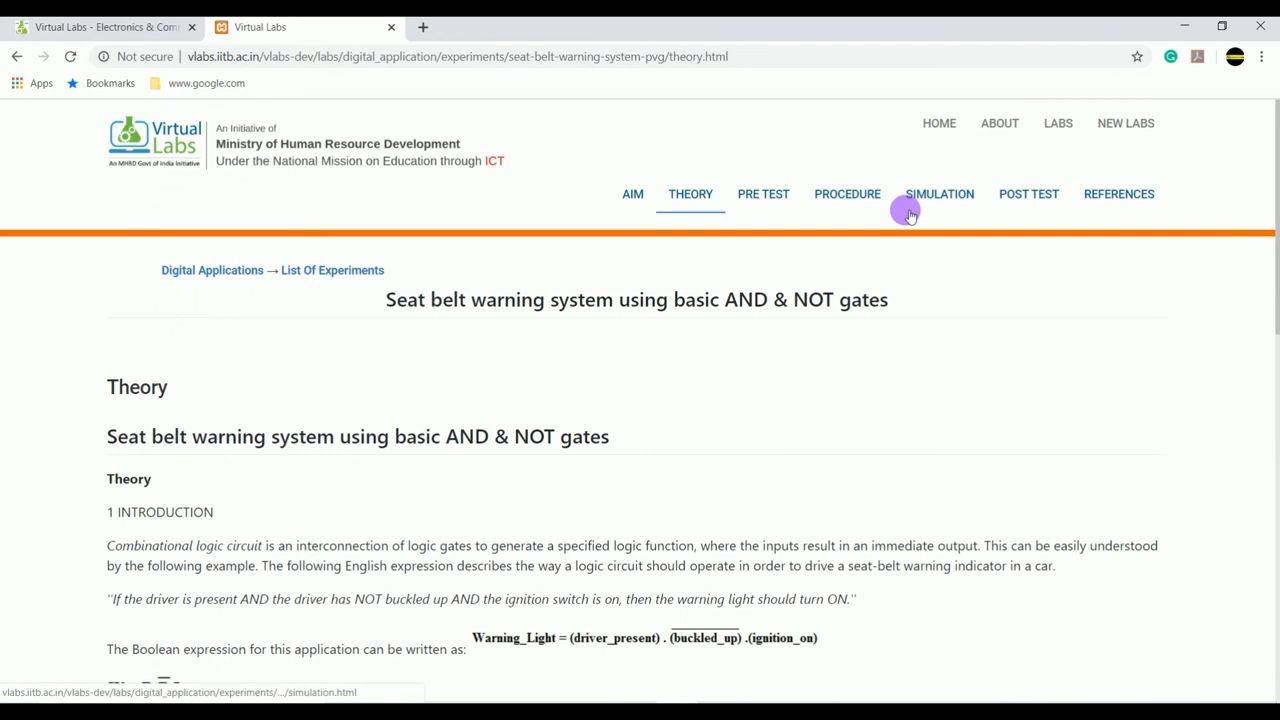 Virtual Labs - Electronics & Com
Virtual Labs
Not secure | vlabs.iitb.ac.in/vlabs-dev/labs/digital_application/experiments/seat-belt-warning-system-pvg/theory.html
Apps
Bookmarks
www.google.com
Virtual Labs
An MHRD Govt of India Initiative
An Initiative of
Ministry of Human Resource Development
Under the National Mission on Education through ICT
HOME ABOUT LABS NEW LABS
AIM THEORY PRE TEST PROCEDURE SIMULATION POST TEST REFERENCES
Digital Applications → List Of Experiments
Seat belt warning system using basic AND & NOT gates
Theory
Seat belt warning system using basic AND & NOT gates
Theory
1 INTRODUCTION
Combinational logic circuit is an interconnection of logic gates to generate a specified logic function, where the inputs result in an immediate output. This can be easily understood
by the following example. The following English expression describes the way a logic circuit should operate in order to drive a seat-belt warning indicator in a car.
"If the driver is present AND the driver has NOT buckled up AND the ignition switch is on, then the warning light should turn ON."
The Boolean expression for this application can be written as: Warning_Light = (driver_present) . (buckled_up) .(ignition_on)
vlabs.iitb.ac.in/vlabs-dev/labs/digital_application/experiments/.../simulation.html